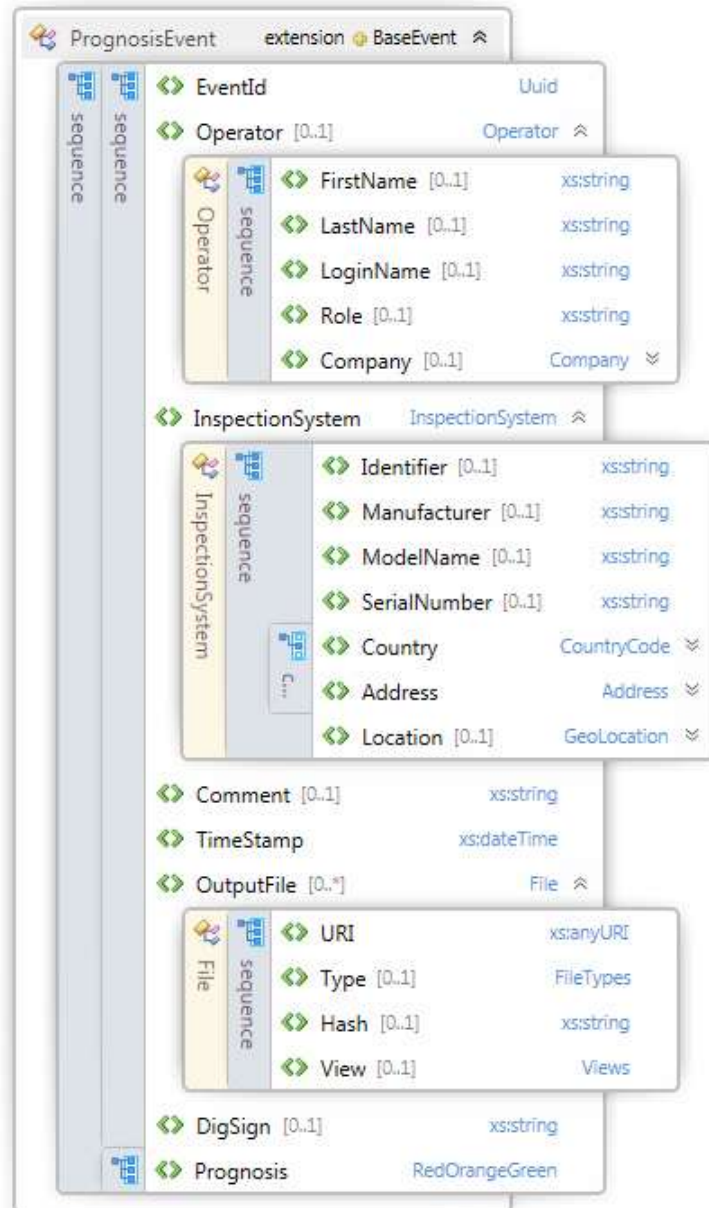 PrognosisEvent extension BaseEvent
sequence
sequence
EventId Uuid
Operator [0..1] Operator
Operator
sequence
FirstName [0..1] xs:string
LastName [0..1] xs:string
LoginName [0..1] xs:string
Role [0..1] xs:string
Company [0..1] Company
InspectionSystem InspectionSystem
InspectionSystem
sequence
Identifier [0..1] xs:string
Manufacturer [0..1] xs:string
ModelName [0..1] xs:string
SerialNumber [0..1] xs:string
c...
Country CountryCode
Address Address
Location [0..1] GeoLocation
Comment [0..1] xs:string
TimeStamp xs:dateTime
OutputFile [0..*] File
File
sequence
URI xs:anyURI
Type [0..1] FileTypes
Hash [0..1] xs:string
View [0..1] Views
DigSign [0..1] xs:string
Prognosis RedOrangeGreen